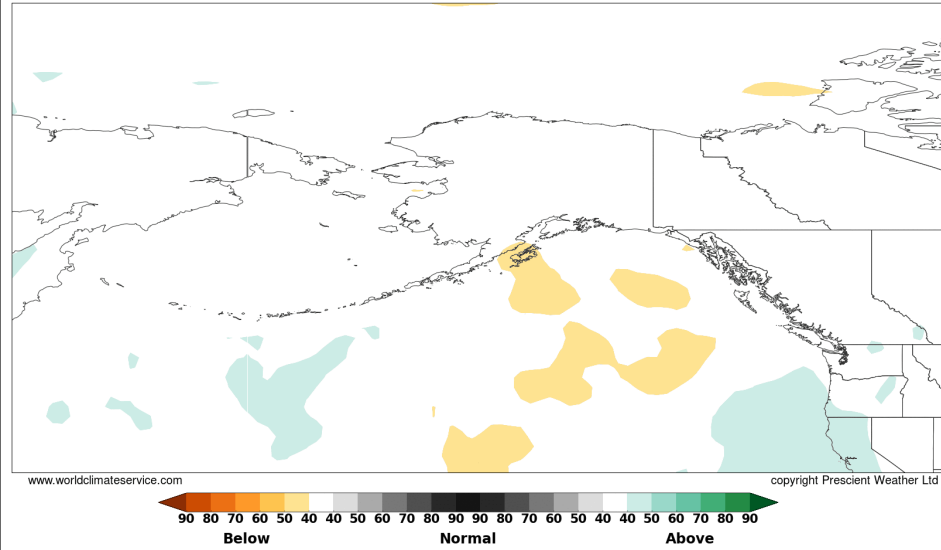 www.worldclimateservice.com copyright Prescient Weather Ltd
90 80 70 60 50 40 40 50 60 70 80 90 90 80 70 60 50 40 40 50 60 70 80 90
Below Normal Above